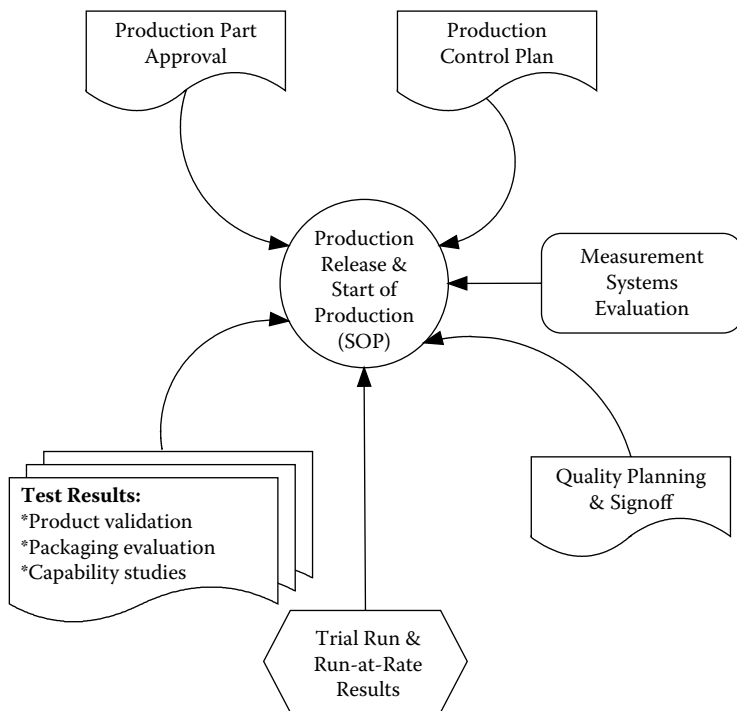 Production Part
Approval
Production
Control Plan
Production
Release &
Start of
Production
(SOP)
Measurement
Systems
Evaluation
Test Results:
*Product validation
*Packaging evaluation
*Capability studies
Quality Planning
& Signoff
Trial Run &
Run-at-Rate
Results